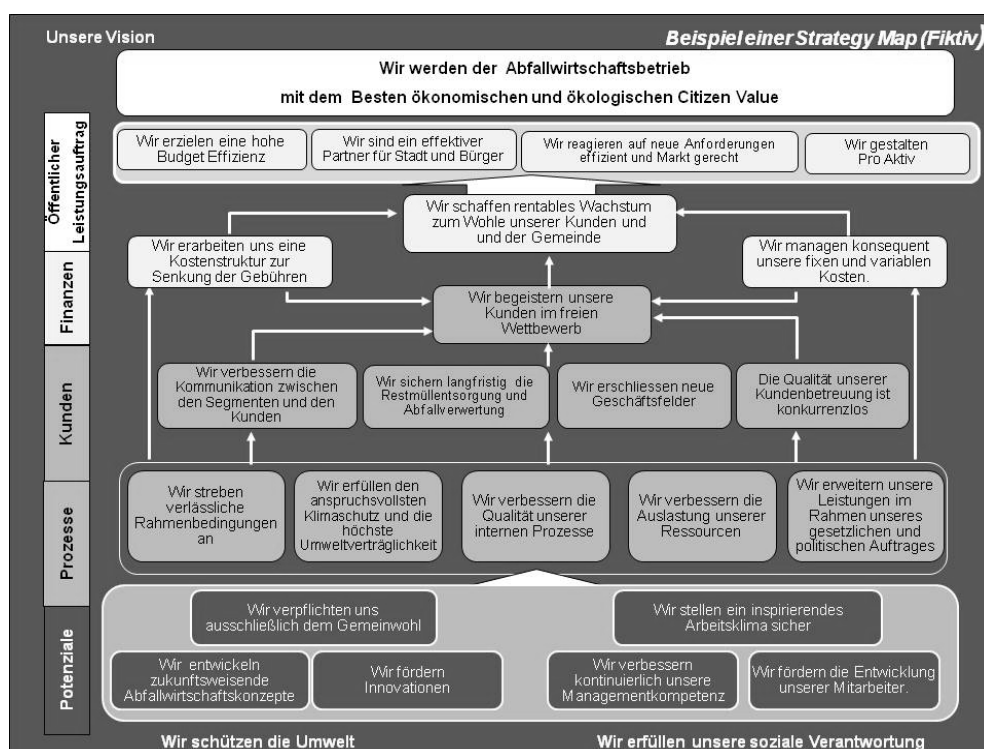 Unsere Vision
Beispiel einer Strategy Map (Fiktiv)
Wir werden der Abfallwirtschaftsbetrieb
mit dem Besten ökonomischen und ökologischen Citizen Value
Öffentlicher
Leistungsauftrag
Wir erzielen eine hohe
Budget Effizienz
Wir sind ein effektiver
Partner für Stadt und Bürger
Wir reagieren auf neue Anforderungen
effizient und Markt gerecht
Wir gestalten
Pro Aktiv
Wir schaffen rentables Wachstum
zum Wohle unserer Kunden und
und der Gemeinde
Wir erarbeiten uns eine
Kostenstruktur zur
Senkung der Gebühren
Wir managen konsequent
unsere fixen und variablen
Kosten.
Finanzen
Wir begeistern unsere
Kunden im freien
Wettbewerb
Kunden
Wir verbessern die
Kommunikation zwischen
den Segmenten und den
Kunden
Wir sichern langfristig die
Restmüllentsorgung und
Abfallverwertung
Wir erschliessen neue
Geschäftsfelder
Die Qualität unserer
Kundenbetreuung ist
konkurrenzlos
Prozesse
Wir streben
verlässliche
Rahmenbedingungen
an
Wir erfüllen den
anspruchsvollsten
Klimaschutz und die
höchste
Umweltverträglichkeit
Wir verbessern die
Qualität unserer
internen Prozesse
Wir verbessern die
Auslastung unserer
Ressourcen
Wir erweitern unsere
Leistungen im
Rahmen unseres
gesetzlichen und
politischen Auftrages
Potenziale
Wir verpflichten uns
ausschließlich dem Gemeinwohl
Wir stellen ein inspirierendes
Arbeitsklima sicher
Wir entwickeln
zukunftsweisende
Abfallwirtschaftskonzepte
Wir fördern
Innovationen
Wir verbessern
kontinuierlich unsere
Managementkompetenz
Wir fördern die Entwicklung
unserer Mitarbeiter.
Wir schützen die Umwelt
Wir erfüllen unsere soziale Verantwortung